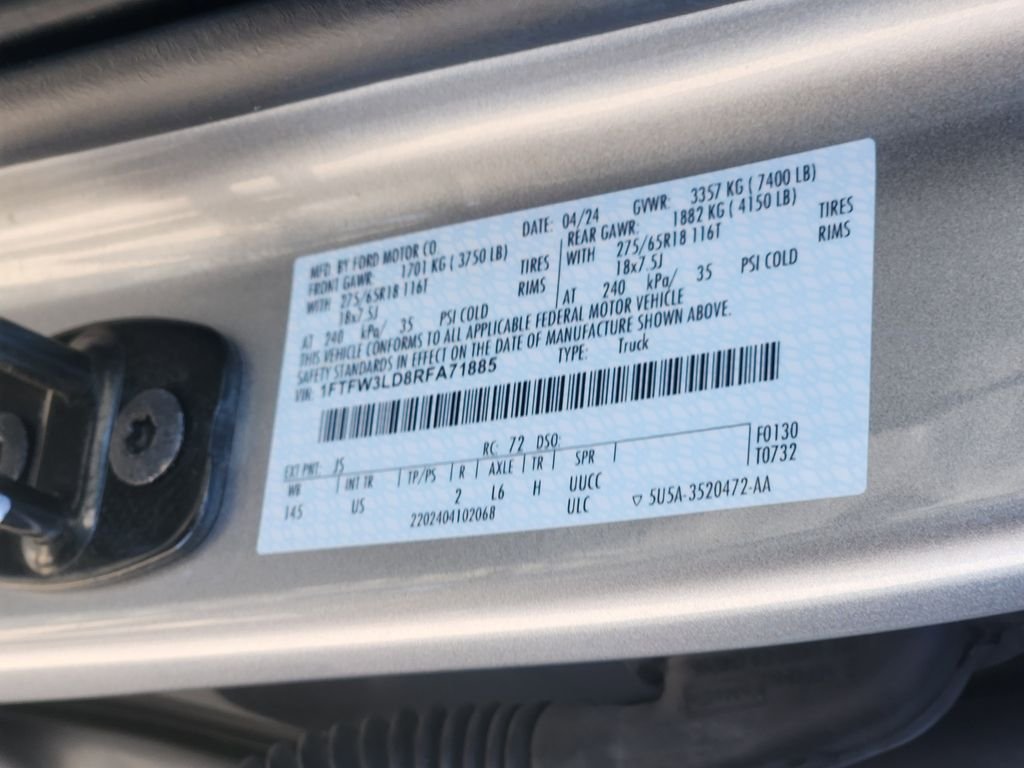 MFD. BY FORD MOTOR CO.
DATE: 04/24 GVWR: 3357 KG ( 7400 LB)
FRONT GAWR: 1701 KG ( 3750 LB)
REAR GAWR: 1882 KG ( 4150 LB)
WITH 275/65R18 116T TIRES
WITH 275/65R18 116T TIRES
18x7.5J RIMS
18x7.5J RIMS
AT 240 kPa/ 35 PSI COLD
AT 240 kPa/ 35 PSI COLD
THIS VEHICLE CONFORMS TO ALL APPLICABLE FEDERAL MOTOR VEHICLE
SAFETY STANDARDS IN EFFECT ON THE DATE OF MANUFACTURE SHOWN ABOVE.
VIN: 1FTFW3LD8RFA71885 TYPE: Truck
EXT PNT: J5 RC: 72 DSO: F0130
WB INT TR TP/PS R AXLE TR SPR T0732
145 US 2 L6 H UUCC
2202404102068 ULC ▽ 5U5A-3520472-AA